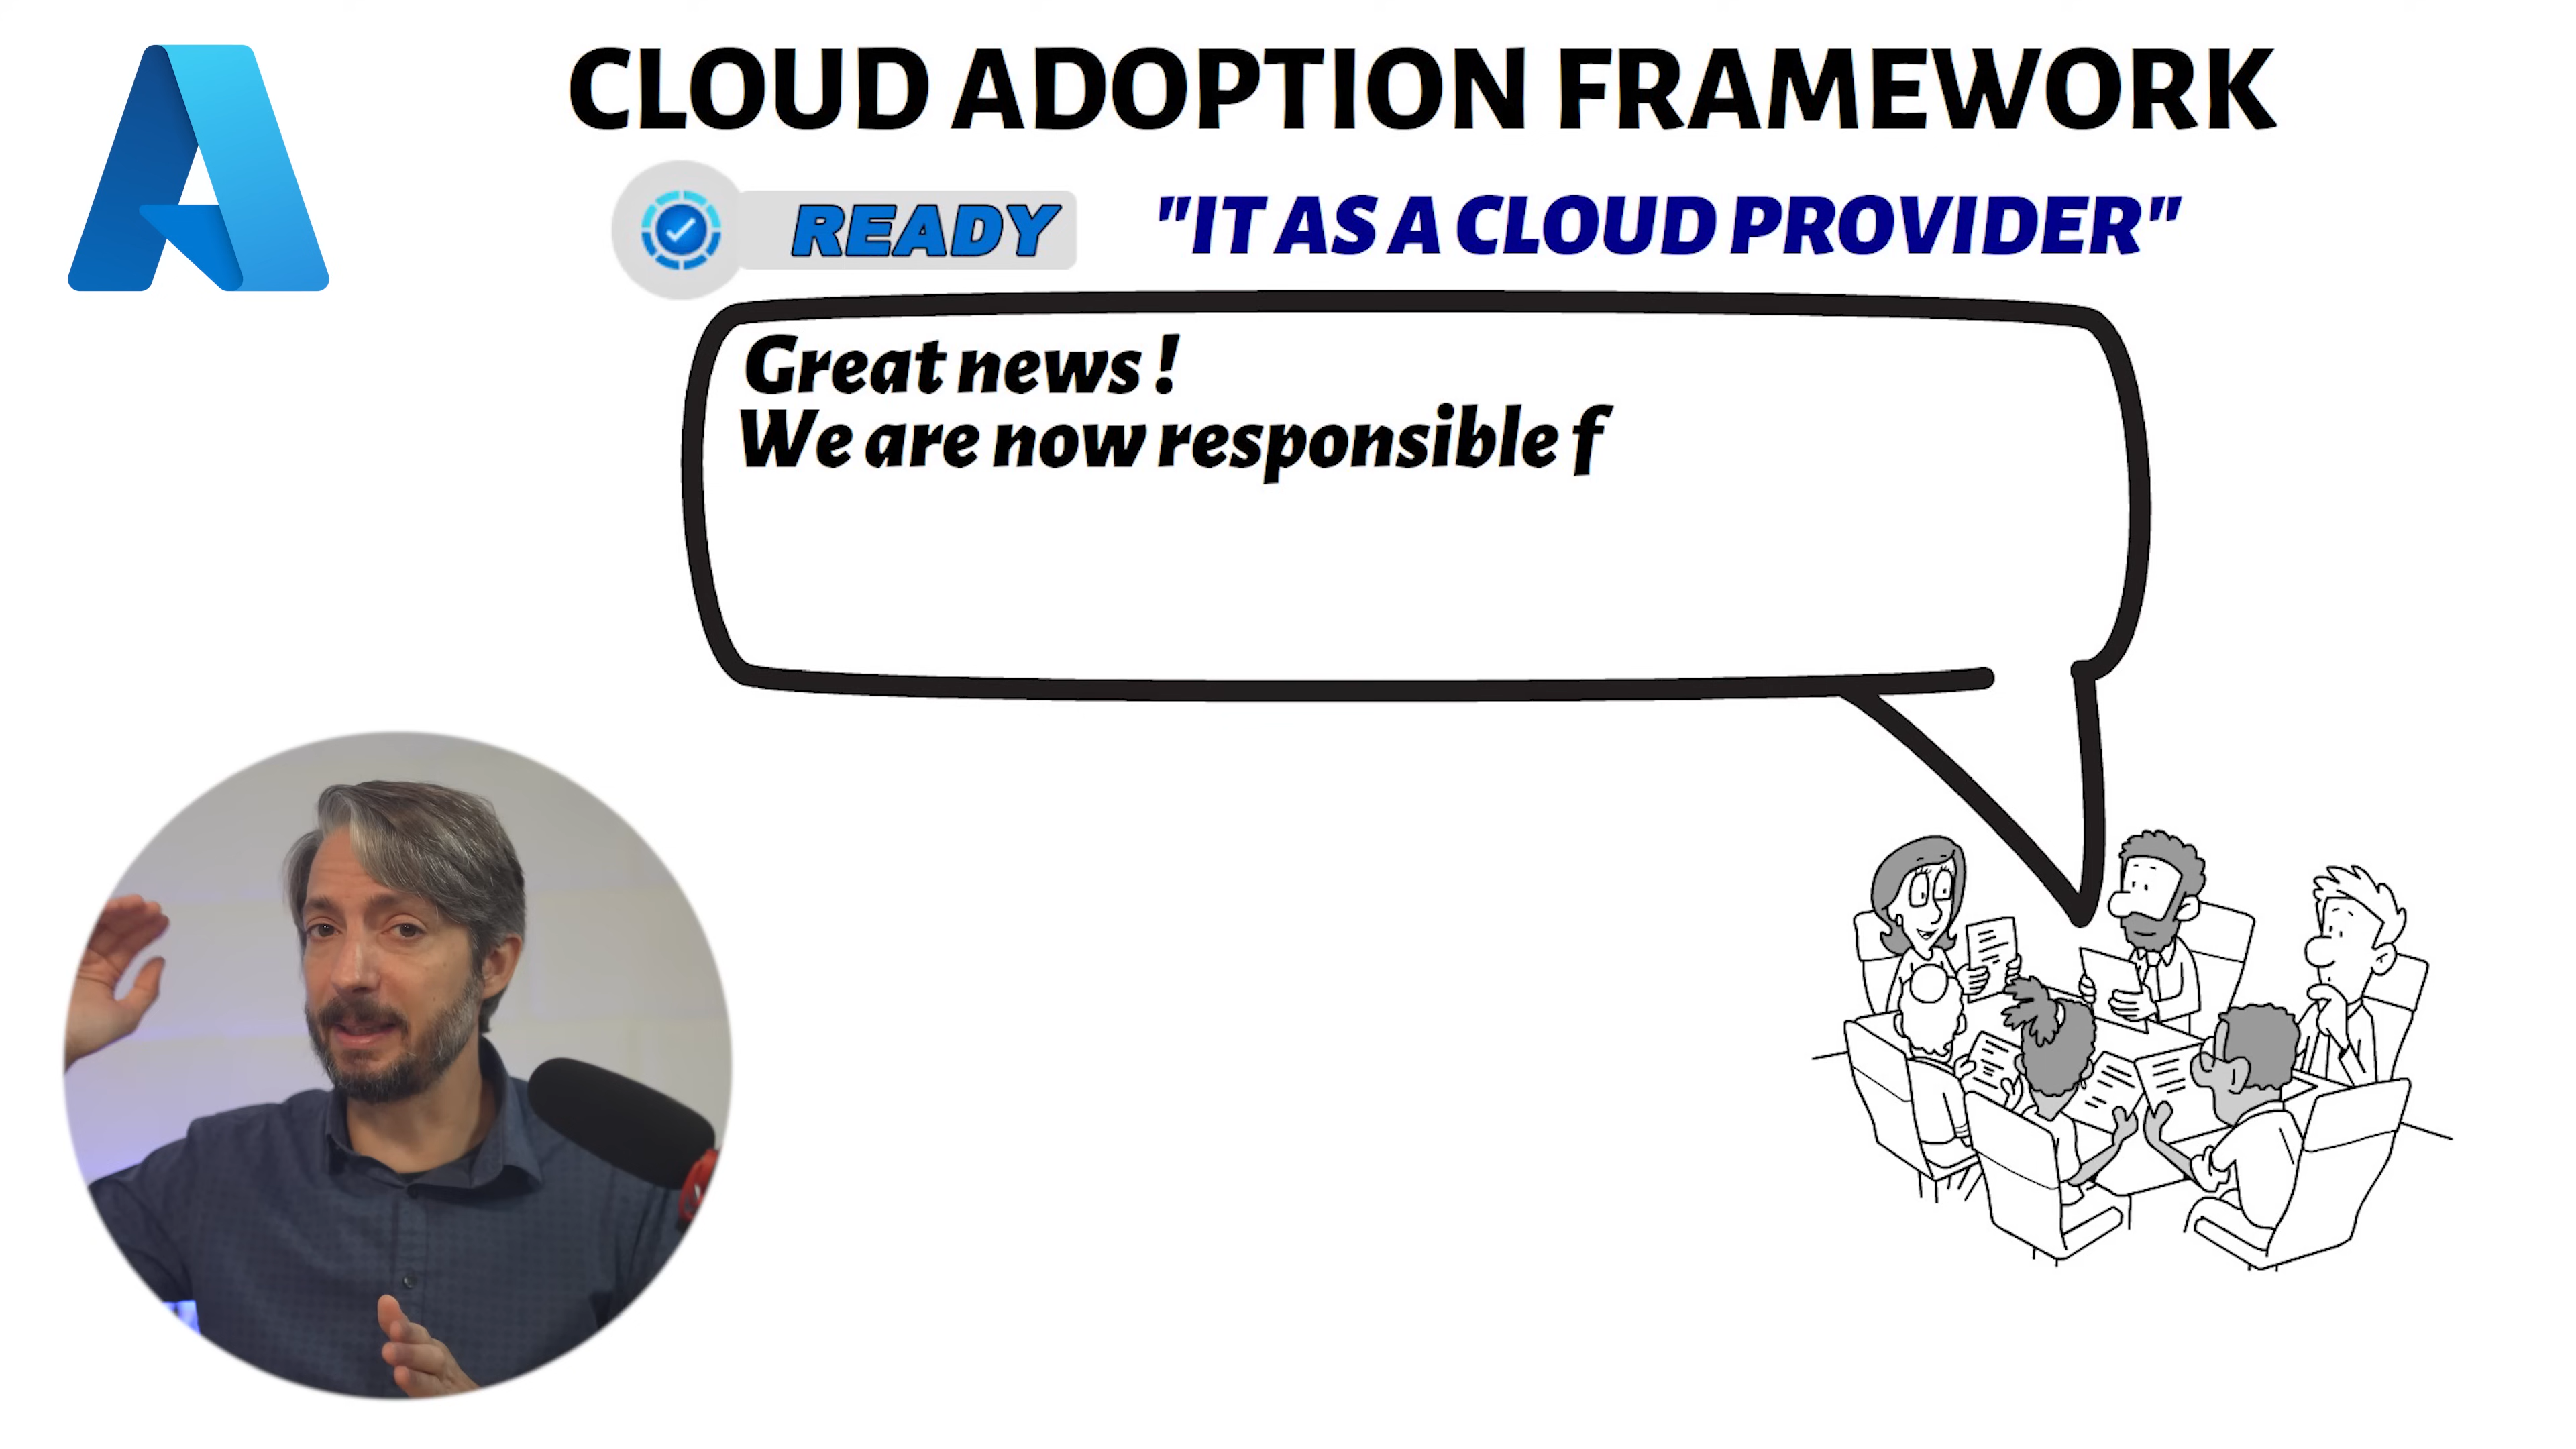 CLOUD ADOPTION FRAMEWORK
READY "IT AS A CLOUD PROVIDER"
Great news !
We are now responsible f